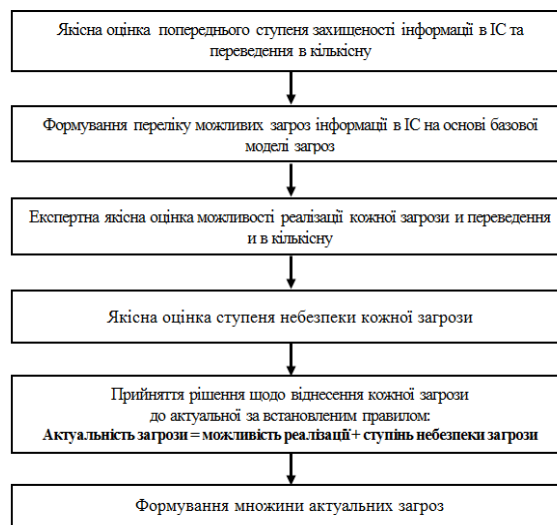 Якісна оцінка попереднього ступеня захищеності інформації в ІС та
переведення в кількісну
Формування переліку можливих загроз інформації в ІС на основі базової
моделі загроз
Експертна якісна оцінка можливості реалізації кожної загрози и переведення
и в кількісну
Якісна оцінка ступеня небезпеки кожної загрози
Прийняття рішення щодо віднесення кожної загрози
до актуальної за встановленим правилом:
Актуальність загрози = можливість реалізації + ступінь небезпеки загрози
Формування множини актуальних загроз